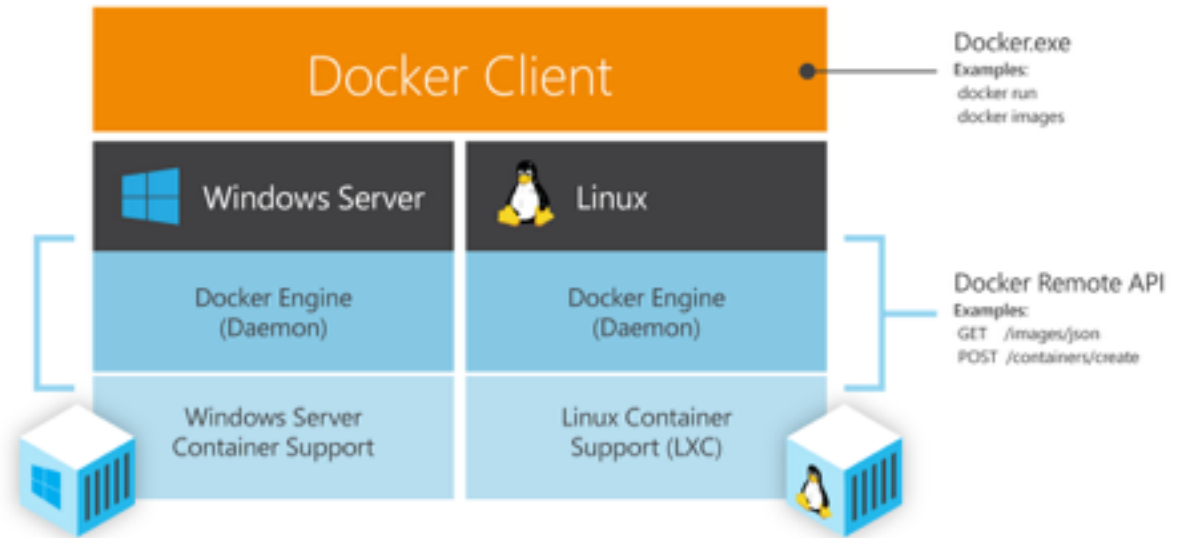 Docker Client
Docker.exe
Examples:
docker run
docker images
Windows Server
Linux
Docker Engine
(Daemon)
Docker Engine
(Daemon)
Docker Remote API
Examples:
GET /images/json
POST /containers/create
Windows Server
Container Support
Linux Container
Support (LXC)